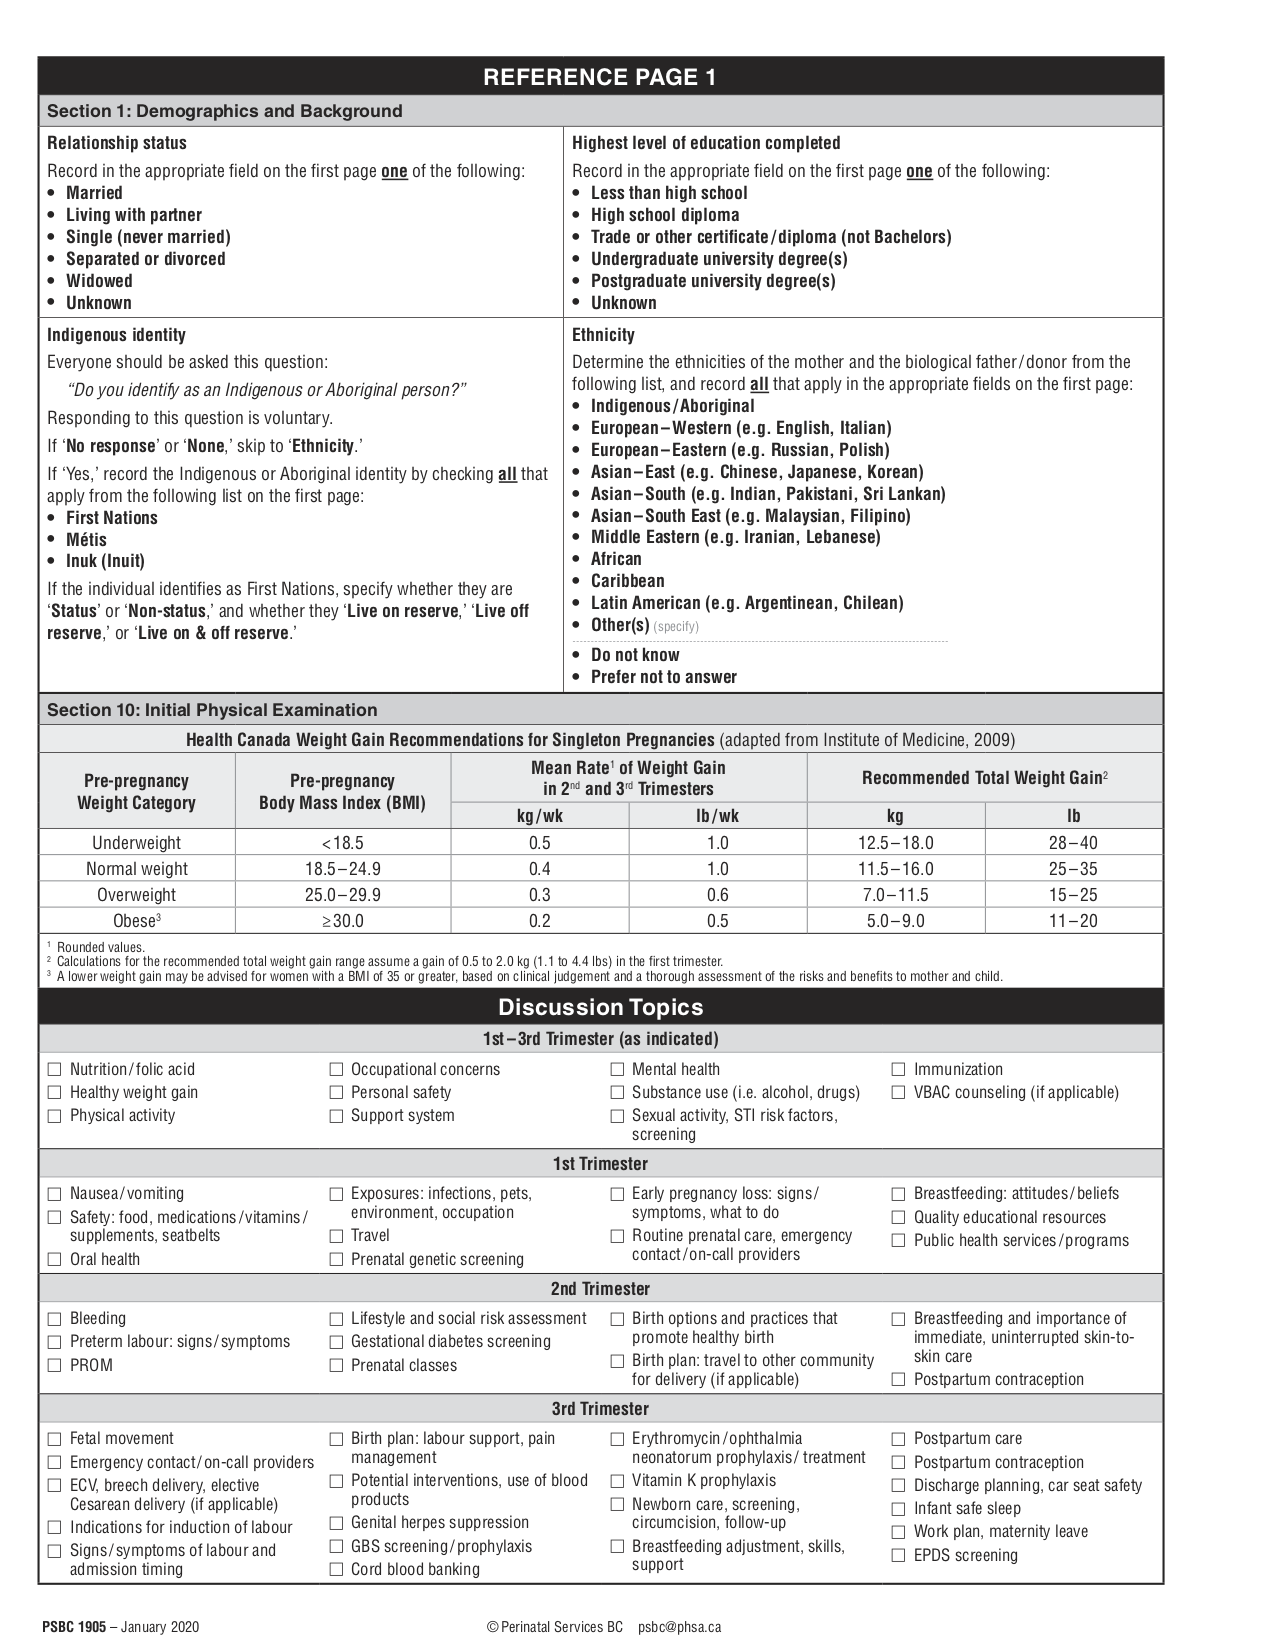 REFERENCE PAGE 1
Section 1: Demographics and Background
Relationship status
Record in the appropriate field on the first page one of the following:
• Married
• Living with partner
• Single (never married)
• Separated or divorced
• Widowed
• Unknown
Highest level of education completed
Record in the appropriate field on the first page one of the following:
• Less than high school
• High school diploma
• Trade or other certificate/diploma (not Bachelors)
• Undergraduate university degree(s)
• Postgraduate university degree(s)
• Unknown
Indigenous identity
Everyone should be asked this question:
“Do you identify as an Indigenous or Aboriginal person?”
Responding to this question is voluntary.
If ‘No response’ or ‘None,’ skip to ‘Ethnicity.’
If ‘Yes,’ record the Indigenous or Aboriginal identity by checking all that
apply from the following list on the first page:
• First Nations
• Métis
• Inuk (Inuit)
If the individual identifies as First Nations, specify whether they are
‘Status’ or ‘Non-status,’ and whether they ‘Live on reserve,’ ‘Live off
reserve,’ or ‘Live on & off reserve.’
Ethnicity
Determine the ethnicities of the mother and the biological father/donor from the
following list, and record all that apply in the appropriate fields on the first page:
• Indigenous/Aboriginal
• European–Western (e.g. English, Italian)
• European–Eastern (e.g. Russian, Polish)
• Asian–East (e.g. Chinese, Japanese, Korean)
• Asian–South (e.g. Indian, Pakistani, Sri Lankan)
• Asian–South East (e.g. Malaysian, Filipino)
• Middle Eastern (e.g. Iranian, Lebanese)
• African
• Caribbean
• Latin American (e.g. Argentinean, Chilean)
• Other(s) (specify)
• Do not know
• Prefer not to answer
Section 10: Initial Physical Examination
Health Canada Weight Gain Recommendations for Singleton Pregnancies (adapted from Institute of Medicine, 2009)
Pre-pregnancy
Weight Category
Pre-pregnancy
Body Mass Index (BMI)
Mean Rate¹ of Weight Gain
in 2nd and 3rd Trimesters
Recommended Total Weight Gain²
kg/wk lb/wk kg lb
Underweight <18.5 0.5 1.0 12.5–18.0 28–40
Normal weight 18.5–24.9 0.4 1.0 11.5–16.0 25–35
Overweight 25.0–29.9 0.3 0.6 7.0–11.5 15–25
Obese³ ≥30.0 0.2 0.5 5.0–9.0 11–20
¹ Rounded values.
² Calculations for the recommended total weight gain range assume a gain of 0.5 to 2.0 kg (1.1 to 4.4 lbs) in the first trimester.
³ A lower weight gain may be advised for women with a BMI of 35 or greater, based on clinical judgement and a thorough assessment of the risks and benefits to mother and child.
Discussion Topics
1st–3rd Trimester (as indicated)
☐ Nutrition/folic acid
☐ Healthy weight gain
☐ Physical activity
☐ Occupational concerns
☐ Personal safety
☐ Support system
☐ Mental health
☐ Substance use (i.e. alcohol, drugs)
☐ Sexual activity, STI risk factors,
screening
☐ Immunization
☐ VBAC counseling (if applicable)
1st Trimester
☐ Nausea/vomiting
☐ Safety: food, medications/vitamins/
supplements, seatbelts
☐ Oral health
☐ Exposures: infections, pets,
environment, occupation
☐ Travel
☐ Prenatal genetic screening
☐ Early pregnancy loss: signs/
symptoms, what to do
☐ Routine prenatal care, emergency
contact/on-call providers
☐ Breastfeeding: attitudes/beliefs
☐ Quality educational resources
☐ Public health services/programs
2nd Trimester
☐ Bleeding
☐ Preterm labour: signs/symptoms
☐ PROM
☐ Lifestyle and social risk assessment
☐ Gestational diabetes screening
☐ Prenatal classes
☐ Birth options and practices that
promote healthy birth
☐ Birth plan: travel to other community
for delivery (if applicable)
☐ Breastfeeding and importance of
immediate, uninterrupted skin-to-
skin care
☐ Postpartum contraception
3rd Trimester
☐ Fetal movement
☐ Emergency contact/on-call providers
☐ ECV, breech delivery, elective
Cesarean delivery (if applicable)
☐ Indications for induction of labour
☐ Signs/symptoms of labour and
admission timing
☐ Birth plan: labour support, pain
management
☐ Potential interventions, use of blood
products
☐ Genital herpes suppression
☐ GBS screening/prophylaxis
☐ Cord blood banking
☐ Erythromycin/ophthalmia
neonatorum prophylaxis/treatment
☐ Vitamin K prophylaxis
☐ Newborn care, screening,
circumcision, follow-up
☐ Breastfeeding adjustment, skills,
support
☐ Postpartum care
☐ Postpartum contraception
☐ Discharge planning, car seat safety
☐ Infant safe sleep
☐ Work plan, maternity leave
☐ EPDS screening
PSBC 1905 – January 2020 © Perinatal Services BC psbc@phsa.ca